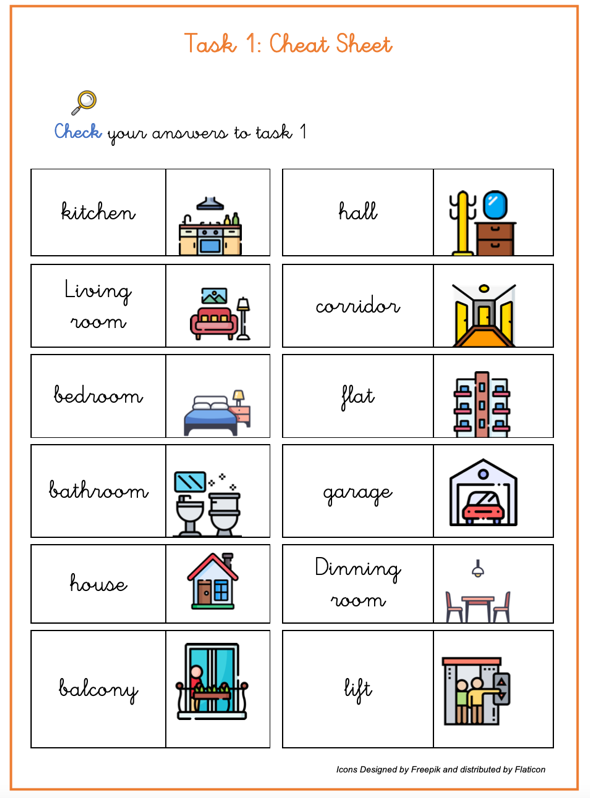 Task 1: Cheat Sheet
Check your answers to task 1
kitchen
hall
Living
room
corridor
bedroom
flat
bathroom
garage
house
Dinning
room
balcony
lift
Icons Designed by Freepik and distributed by Flaticon